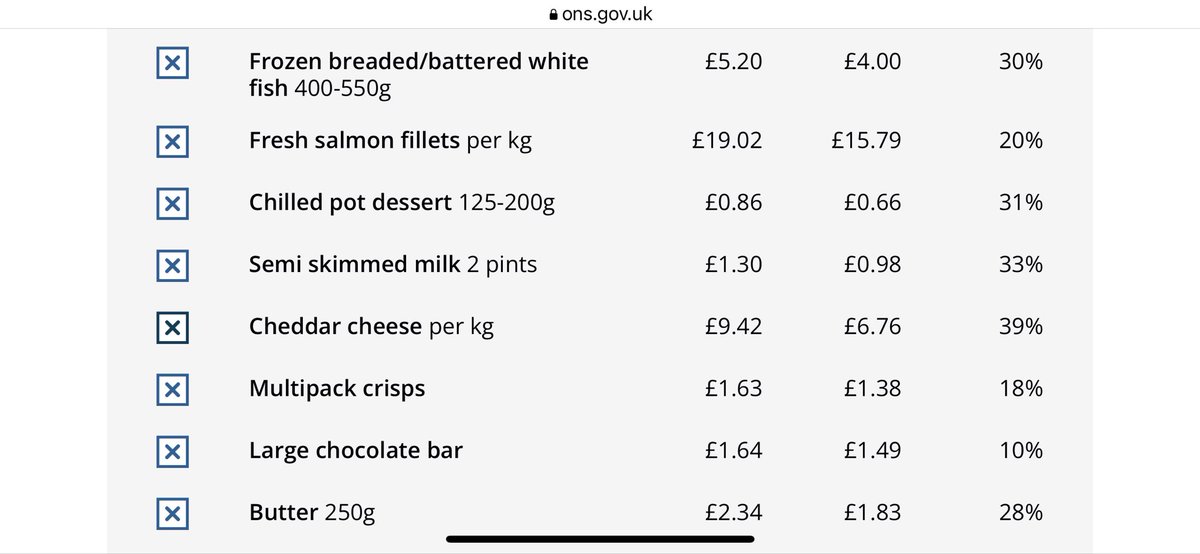 ons.gov.uk
Frozen breaded/battered white £5.20 £4.00 30%
fish 400-550g
Fresh salmon fillets per kg £19.02 £15.79 20%
Chilled pot dessert 125-200g £0.86 £0.66 31%
Semi skimmed milk 2 pints £1.30 £0.98 33%
Cheddar cheese per kg £9.42 £6.76 39%
Multipack crisps £1.63 £1.38 18%
Large chocolate bar £1.64 £1.49 10%
Butter 250g £2.34 £1.83 28%